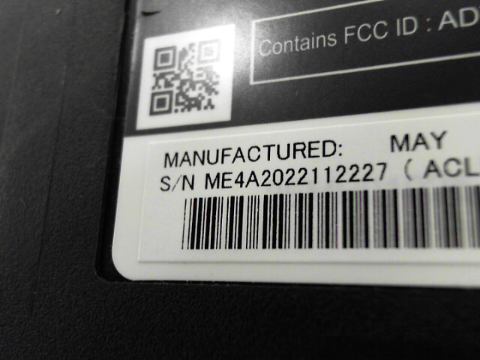 Contains FCC ID : AD
MANUFACTURED: MAY
S/N ME4A2022112227 ( ACL